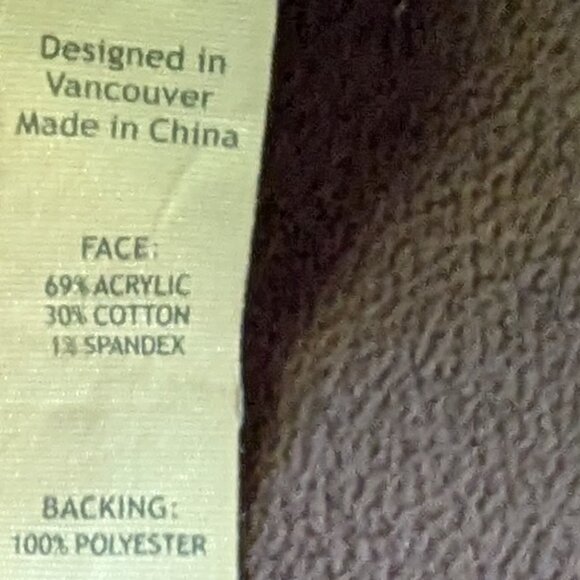 Designed in
Vancouver
Made in China
FACE:
69% ACRYLIC
30% COTTON
1% SPANDEX
BACKING:
100% POLYESTER